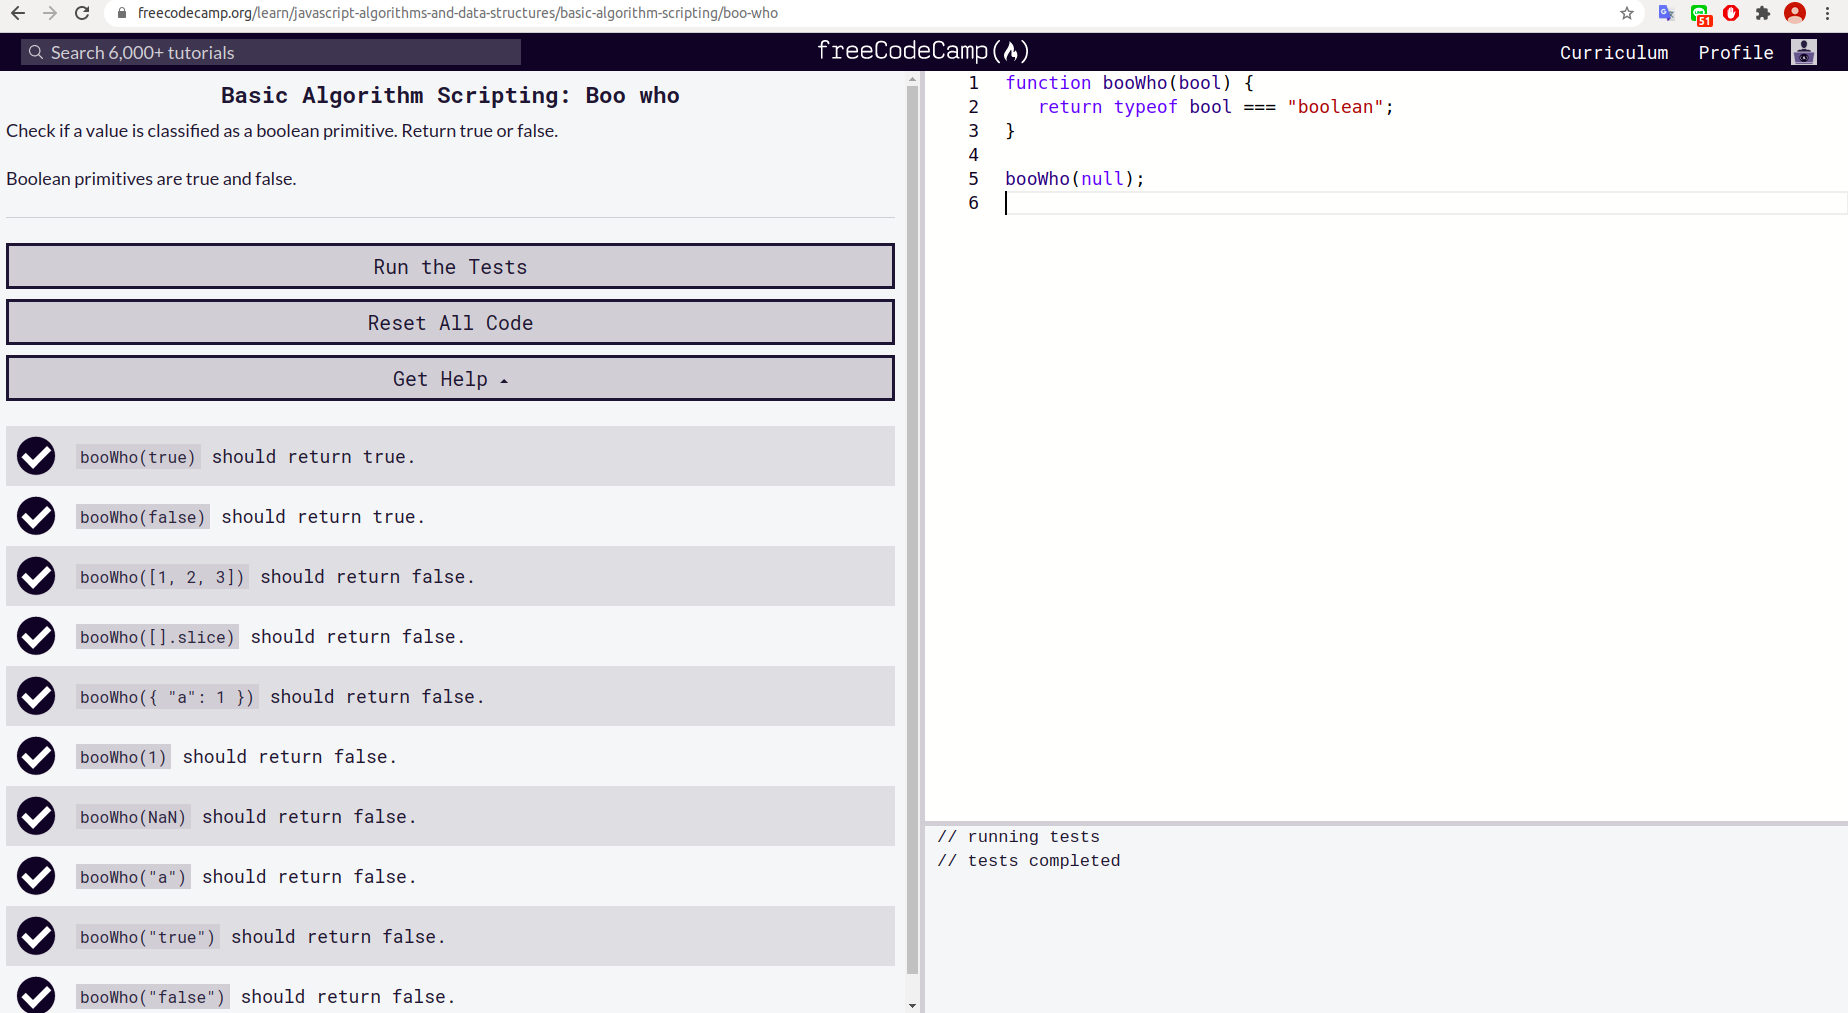 freecodecamp.org/learn/javascript-algorithms-and-data-structures/basic-algorithm-scripting/boo-who
51
Search 6,000+ tutorials
freeCodeCamp(
)
Curriculum
Profile
Basic Algorithm Scripting: Boo who
Check if a value is classified as a boolean primitive. Return true or false.
Boolean primitives are true and false.
Run the Tests
Reset All Code
Get Help
booWho(true) should return true.
booWho(false) should return true.
booWho([1, 2, 3]) should return false.
booWho([].slice) should return false.
booWho({ "a": 1 }) should return false.
booWho(1) should return false.
booWho(NaN) should return false.
booWho("a") should return false.
booWho("true") should return false.
booWho("false") should return false.
1 function booWho(bool) {
2 return typeof bool === "boolean";
3 }
4
5 booWho(null);
6
// running tests
// tests completed